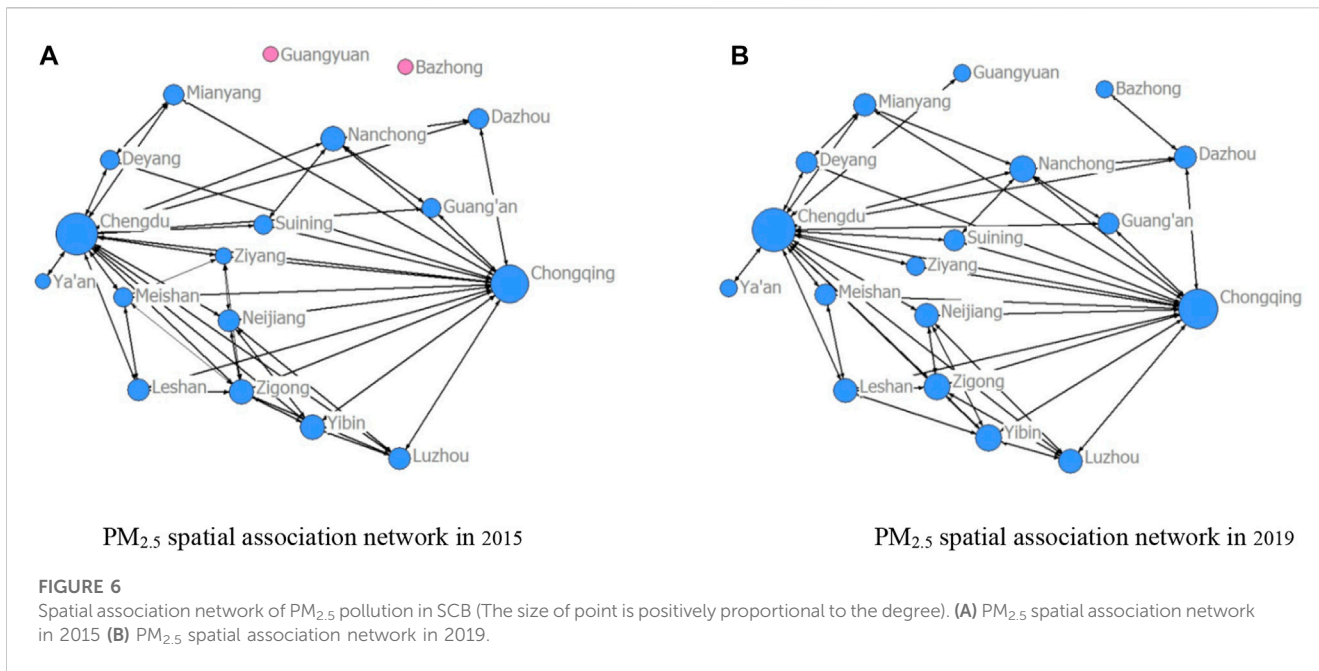 A
Guangyuan
Bazhong
Mianyang
Dazhou
Nanchong
Deyang
Guang'an
Chengdu
Suining
Ziyang
Chongqing
Ya'an
Meishan
Neijiang
Leshan
Zigong
Yibin
Luzhou
PM2.5 spatial association network in 2015
B
Guangyuan
Bazhong
Mianyang
Dazhou
Nanchong
Deyang
Guang'an
Chengdu
Suining
Ziyang
Chongqing
Ya'an
Meishan
Neijiang
Leshan
Zigong
Yibin
Luzhou
PM2.5 spatial association network in 2019
FIGURE 6
Spatial association network of PM2.5 pollution in SCB (The size of point is positively proportional to the degree). (A) PM2.5 spatial association network
in 2015 (B) PM2.5 spatial association network in 2019.